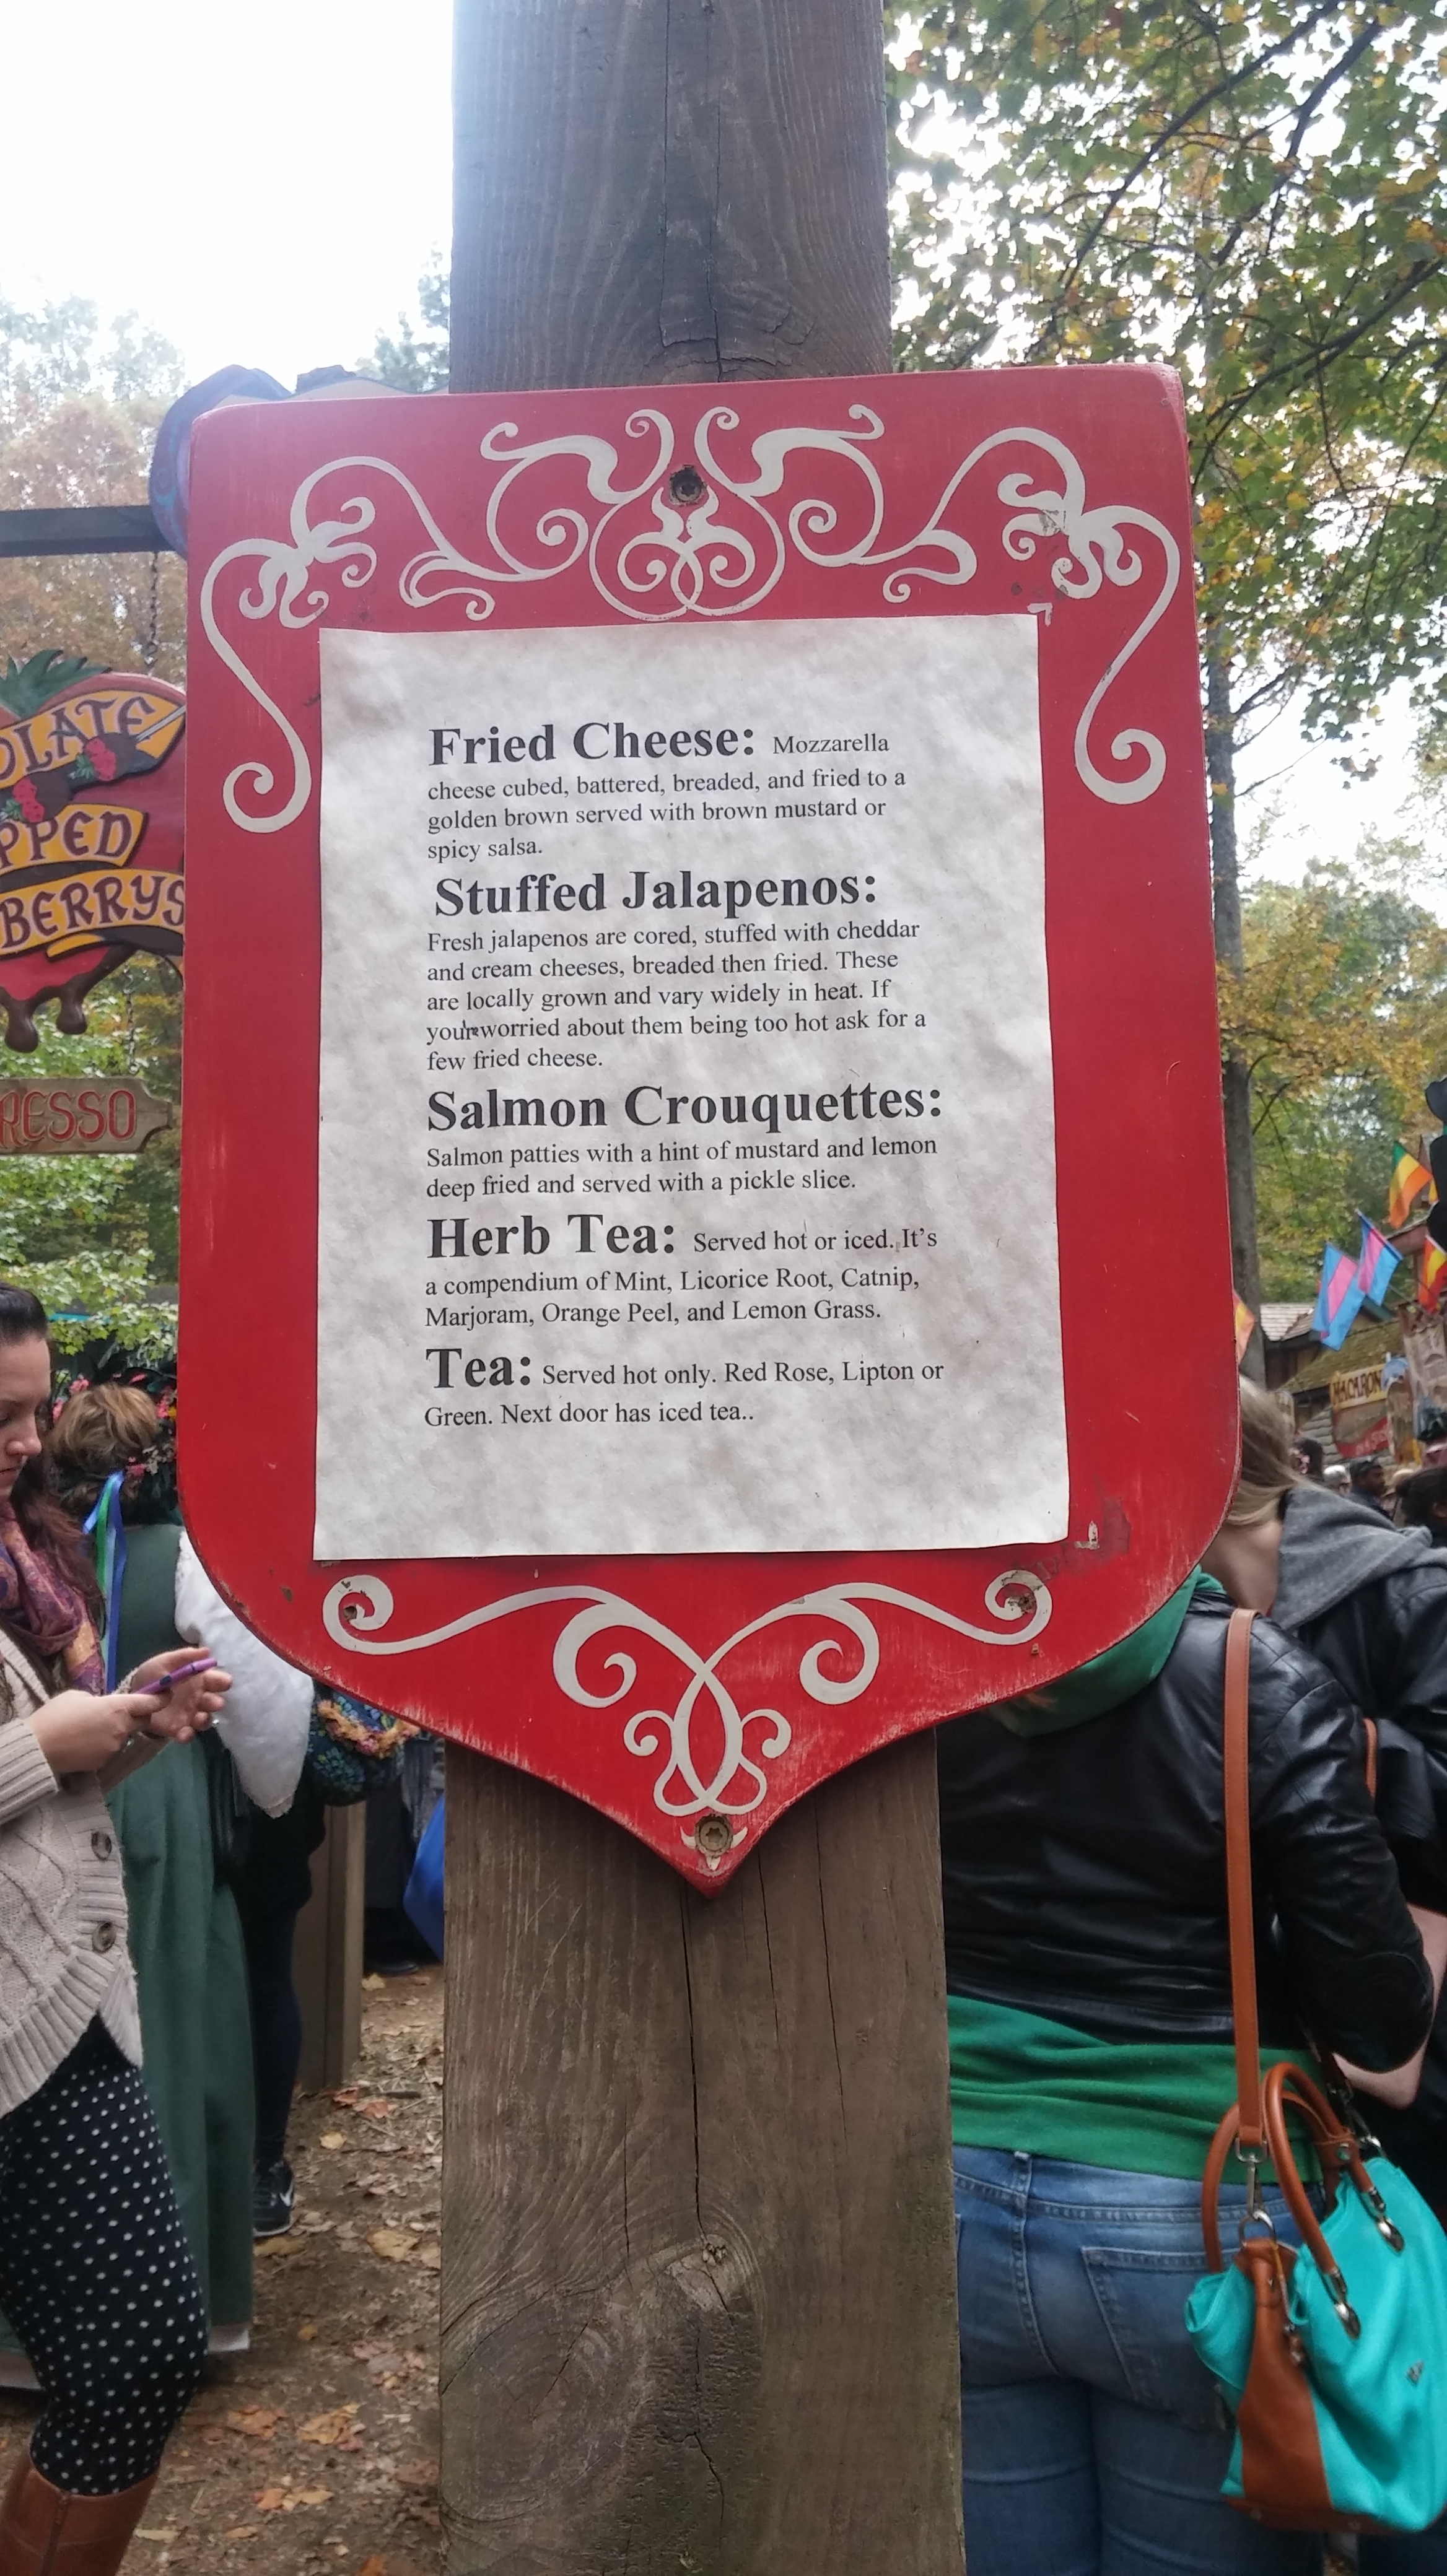 Fried Cheese: Mozzarella
cheese cubed, battered, breaded, and fried to a
golden brown served with brown mustard or
spicy salsa.
Stuffed Jalapenos:
Fresh jalapenos are cored, stuffed with cheddar
and cream cheeses, breaded then fried. These
are locally grown and vary widely in heat. If
you're worried about them being too hot ask for a
few fried cheese.
Salmon Crouquettes:
Salmon patties with a hint of mustard and lemon
deep fried and served with a pickle slice.
Herb Tea: Served hot or iced. It's
a compendium of Mint, Licorice Root, Catnip,
Marjoram, Orange Peel, and Lemon Grass.
Tea: Served hot only. Red Rose, Lipton or
Green. Next door has iced tea..
OLATE
PPED
BERRYS
RESSO
MACARON